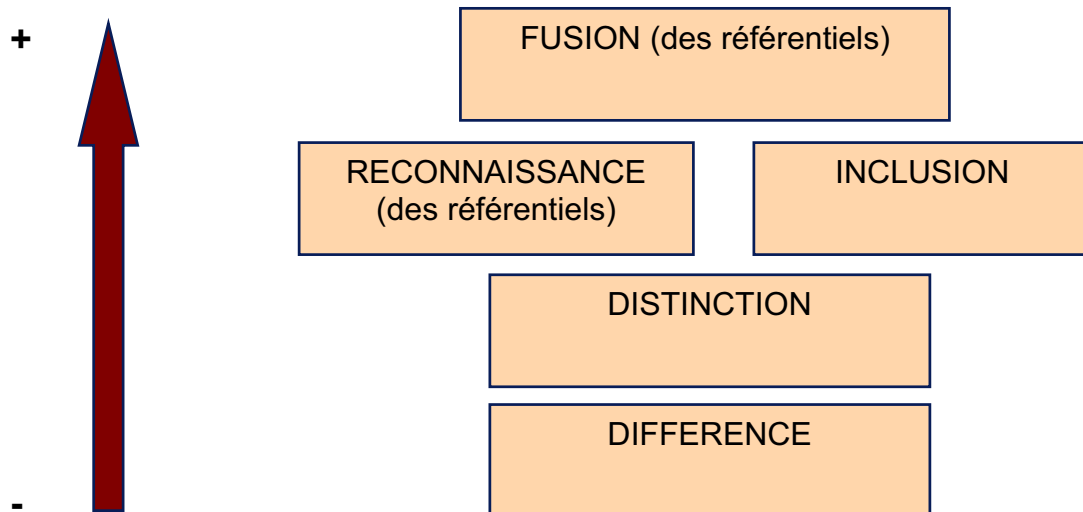 +
FUSION (des référentiels)
RECONNAISSANCE
(des référentiels)
INCLUSION
DISTINCTION
DIFFERENCE
-